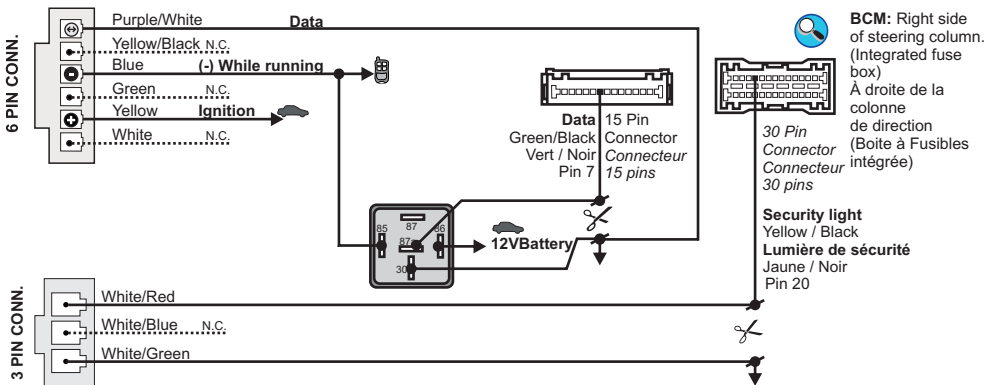 6 PIN CONN.
Purple/White Data
Yellow/Black N.C.
Blue (-) While running
Green N.C.
Yellow Ignition
White N.C.
Data
Green/Black
Vert / Noir
Pin 7
15 Pin
Connector
Connecteur
15 pins
BCM: Right side
of steering column.
(Integrated fuse
box)
À droite de la
colonne
de direction
(Boite à Fusibles
intégrée)
30 Pin
Connector
Connecteur
30 pins
Security light
Yellow / Black
Lumière de sécurité
Jaune / Noir
Pin 20
87
85
87a
86
30
12VBattery
3 PIN CONN.
White/Red
White/Blue N.C.
White/Green